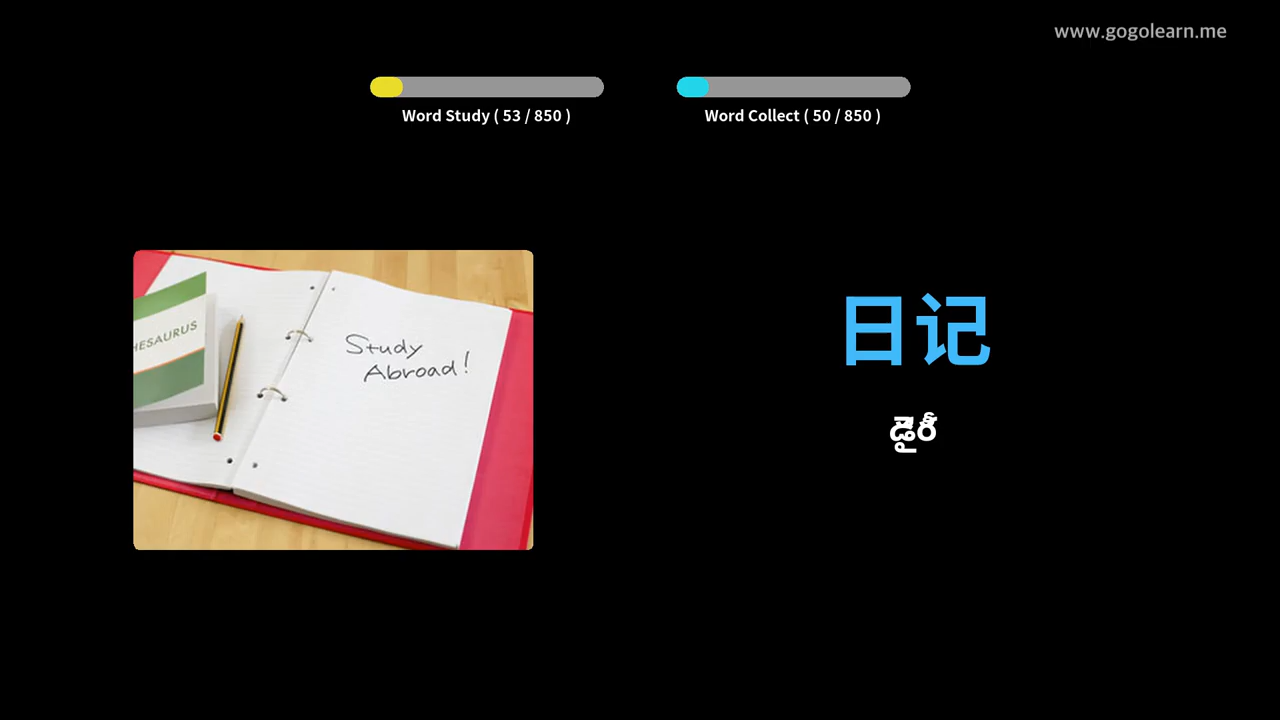 www.gogolearn.me
Word Study ( 53 / 850 )
Word Collect ( 50 / 850 )
HESAURUS
Study
Abroad!
日记
డైరీ